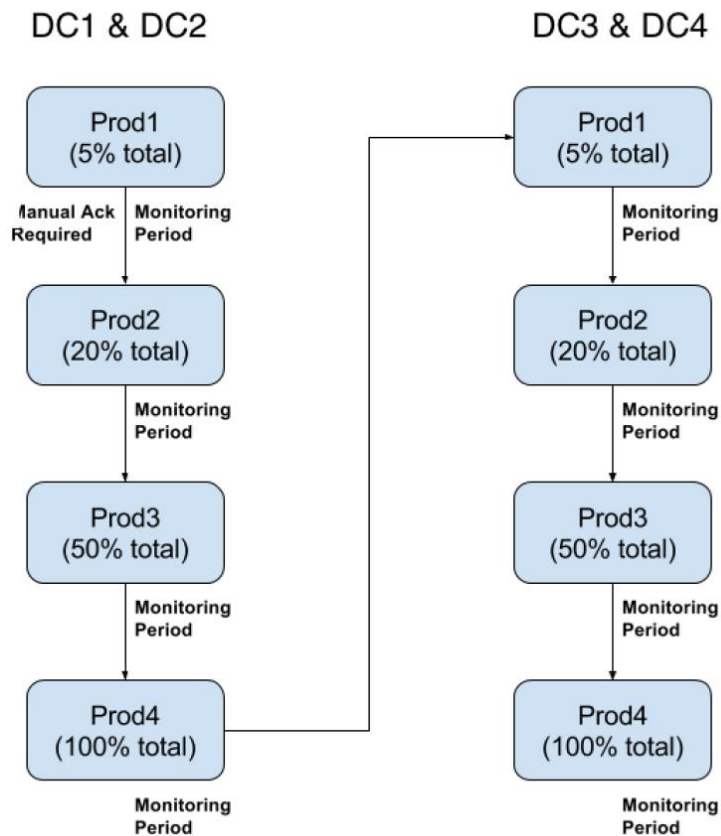 DC1 & DC2
Prod1
(5% total)
Manual Ack
Required
Monitoring
Period
Prod2
(20% total)
Monitoring
Period
Prod3
(50% total)
Monitoring
Period
Prod4
(100% total)
Monitoring
Period
DC3 & DC4
Prod1
(5% total)
Monitoring
Period
Prod2
(20% total)
Monitoring
Period
Prod3
(50% total)
Monitoring
Period
Prod4
(100% total)
Monitoring
Period